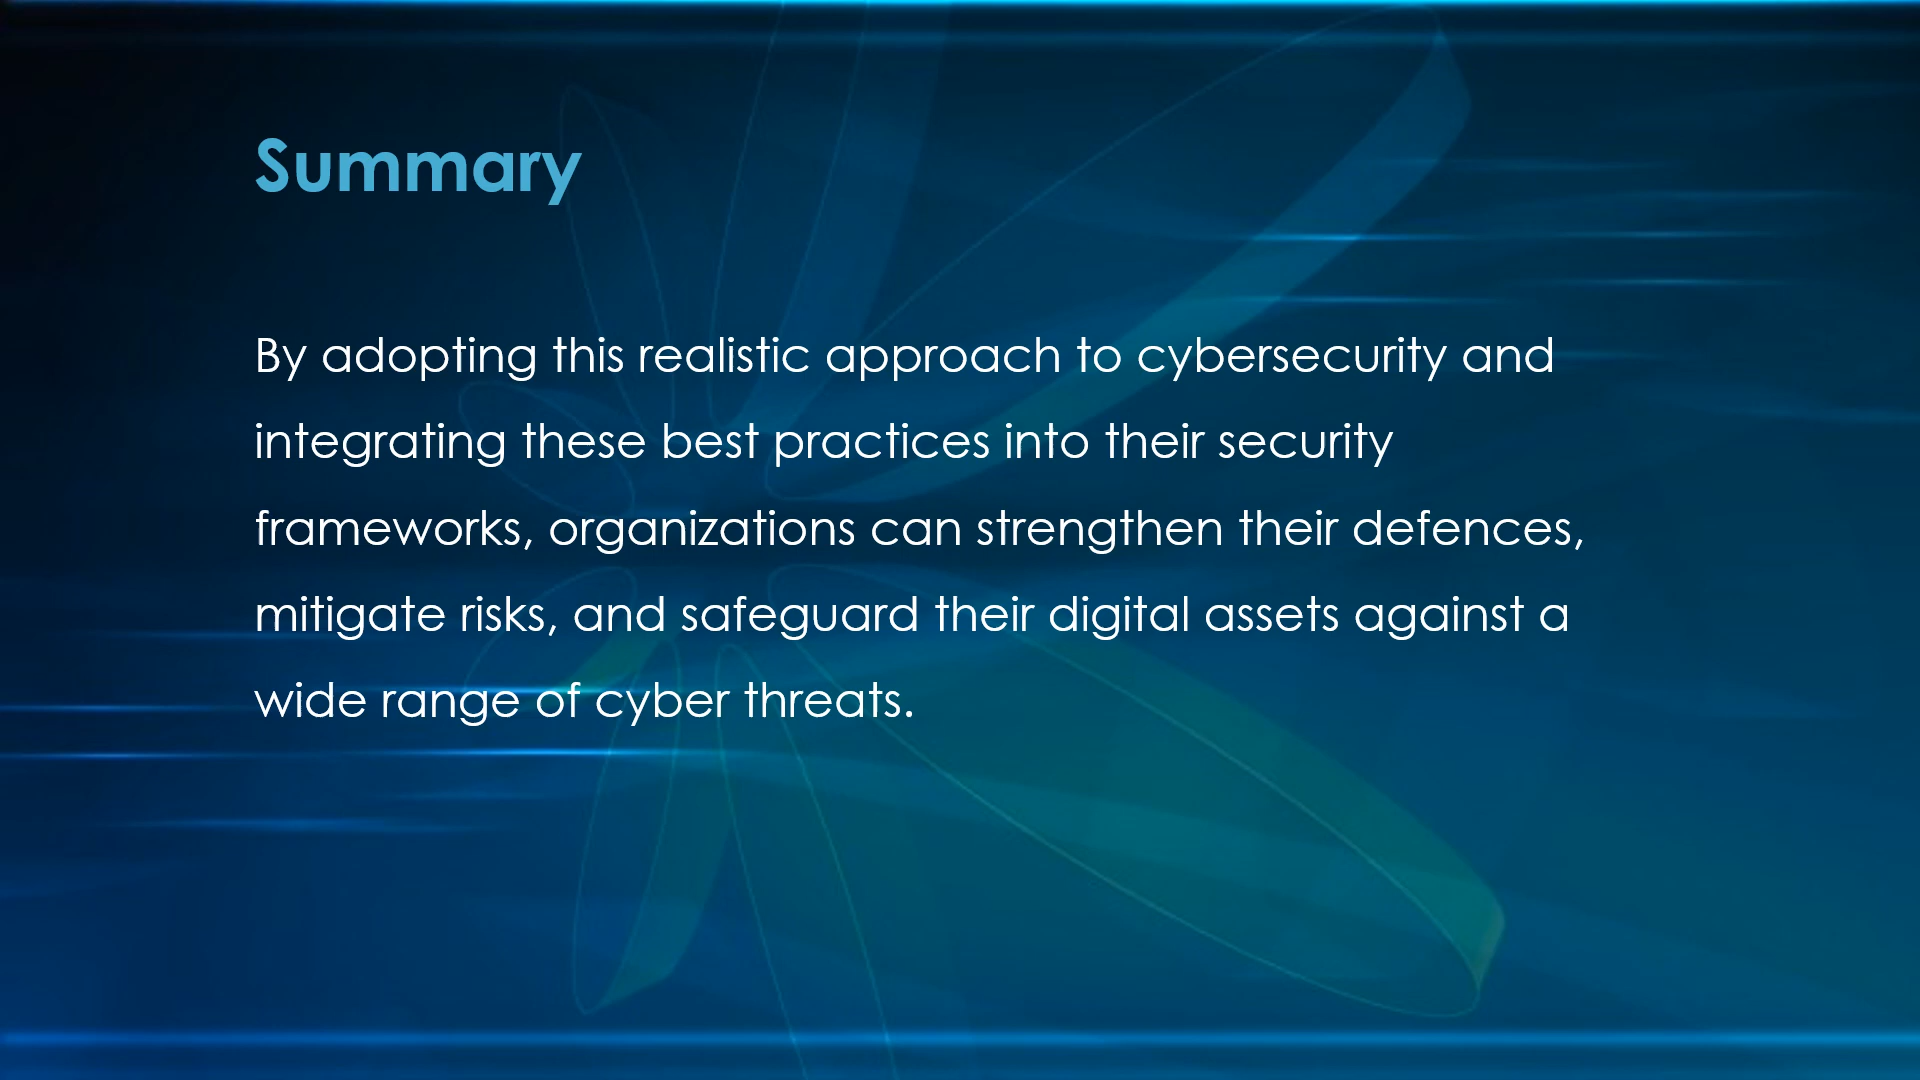 Summary
By adopting this realistic approach to cybersecurity and
integrating these best practices into their security
frameworks, organizations can strengthen their defences,
mitigate risks, and safeguard their digital assets against a
wide range of cyber threats.